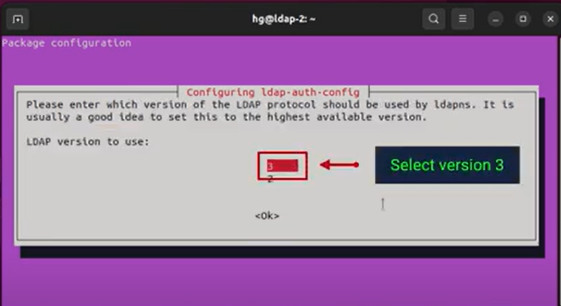 hg@ldap-2: ~
Package configuration
Configuring ldap-auth-config
Please enter which version of the LDAP protocol should be used by ldapns. It is
usually a good idea to set this to the highest available version.
LDAP version to use:
3
2
Select version 3
<Ok>